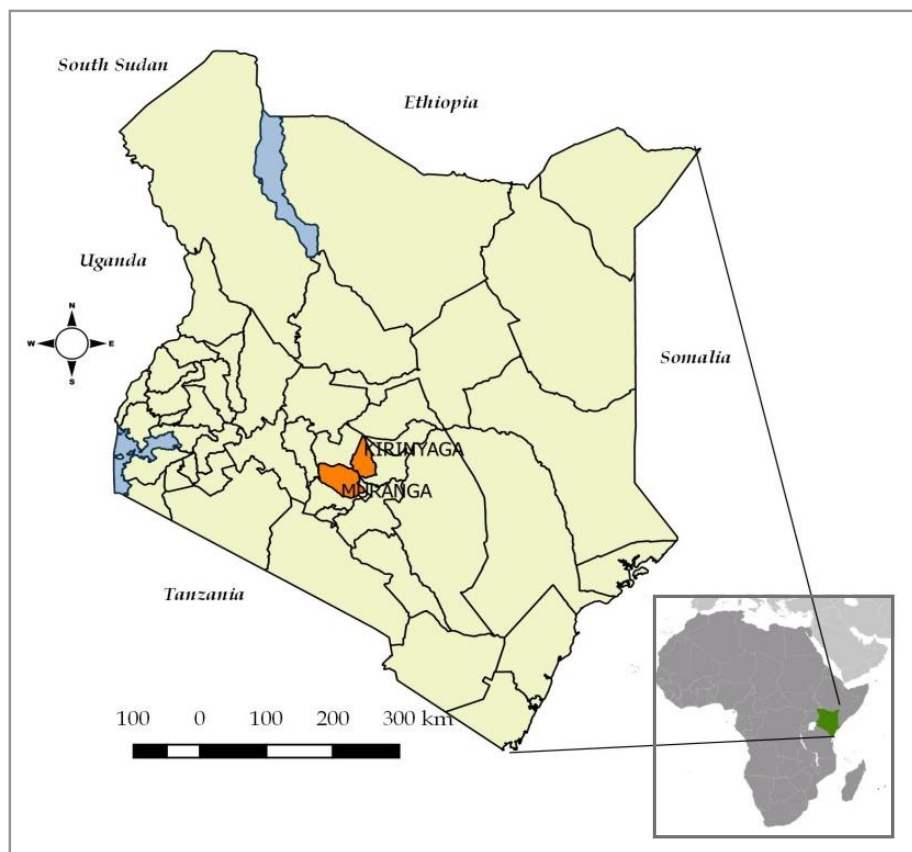 South Sudan
Ethiopia
Uganda
N
W E
S
Somalia
KIRINYAGA
MURANGA
Tanzania
100 0 100 200 300 km